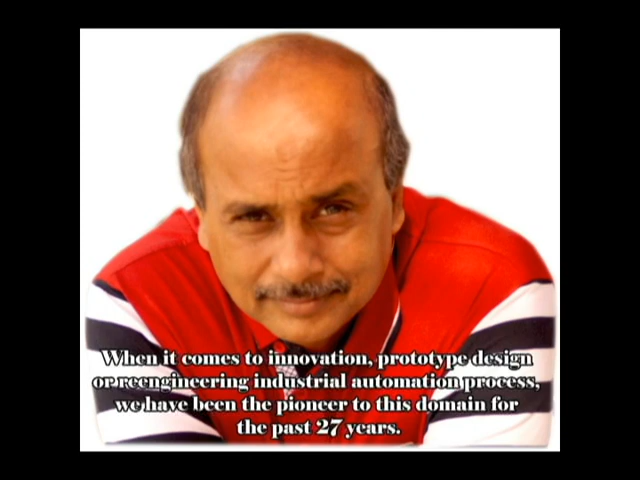 When it comes to innovation, prototype design
or reengineering industrial automation process,
we have been the pioneer to this domain for
the past 27 years.